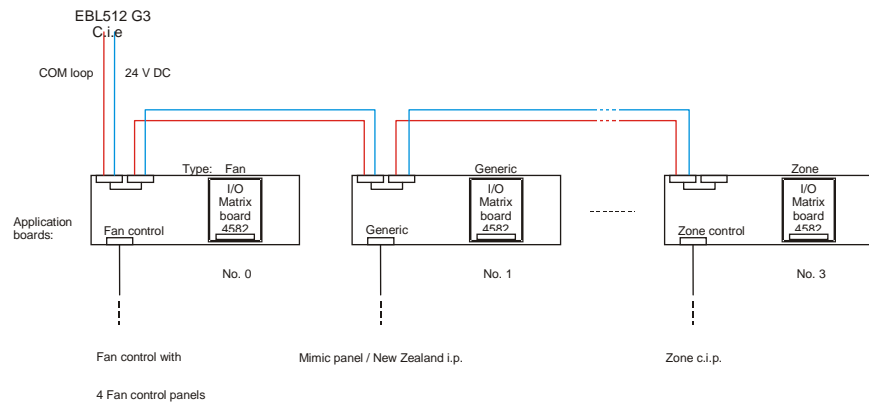 EBL512 G3
C.i.e
COM loop
24 V DC
Type: Fan
Generic
Zone
I/O
Matrix
board
4582
I/O
Matrix
board
4582
I/O
Matrix
board
4582
Application
boards:
Fan control
Generic
Zone control
No. 0
No. 1
No. 3
Fan control with
Mimic panel / New Zealand i.p.
Zone c.i.p.
4 Fan control panels